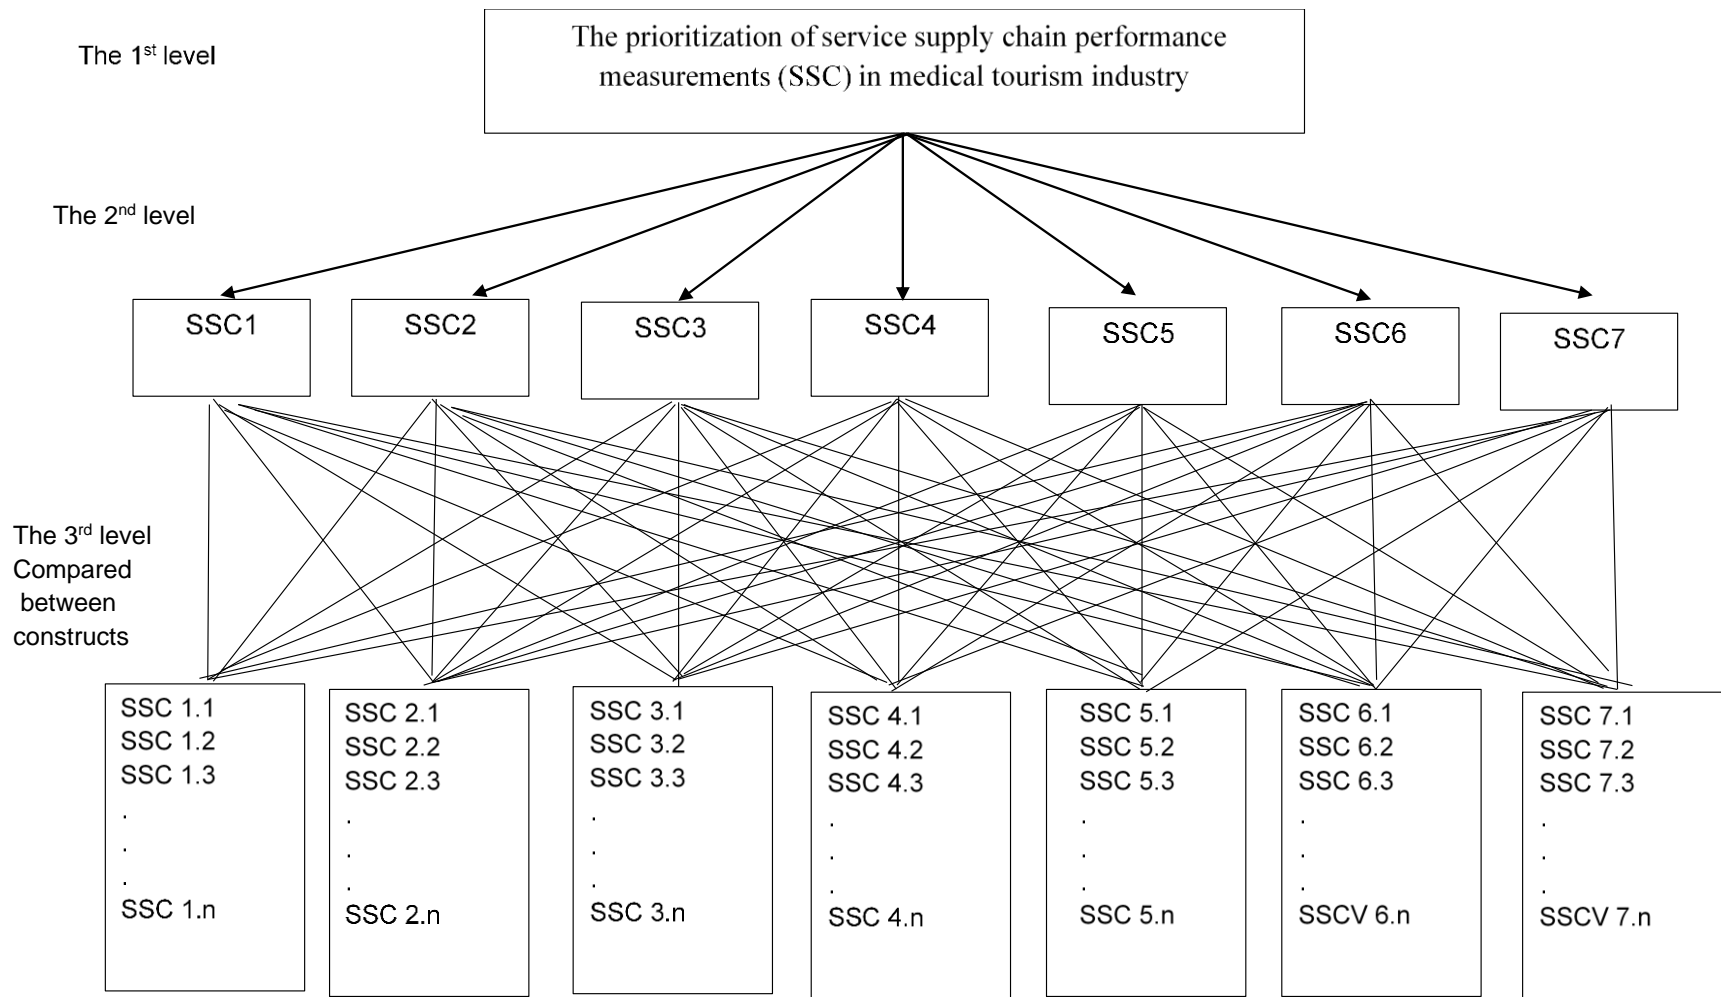 The 1st level
The prioritization of service supply chain performance
measurements (SSC) in medical tourism industry
The 2nd level
SSC1
SSC2
SSC3
SSC4
SSC5
SSC6
SSC7
The 3rd level
Compared
between
constructs
SSC 1.1
SSC 1.2
SSC 1.3
.
.
.
SSC 1.n
SSC 2.1
SSC 2.2
SSC 2.3
.
.
.
SSC 2.n
SSC 3.1
SSC 3.2
SSC 3.3
.
.
.
SSC 3.n
SSC 4.1
SSC 4.2
SSC 4.3
.
.
.
SSC 4.n
SSC 5.1
SSC 5.2
SSC 5.3
.
.
.
SSC 5.n
SSC 6.1
SSC 6.2
SSC 6.3
.
.
.
SSCV 6.n
SSC 7.1
SSC 7.2
SSC 7.3
.
.
.
SSCV 7.n